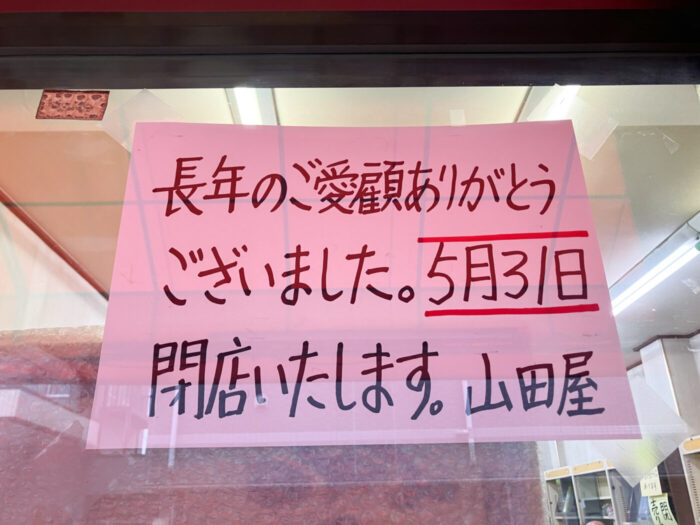 長年のご愛顧ありがとう
ございました。5月31日
閉店いたします。山田屋